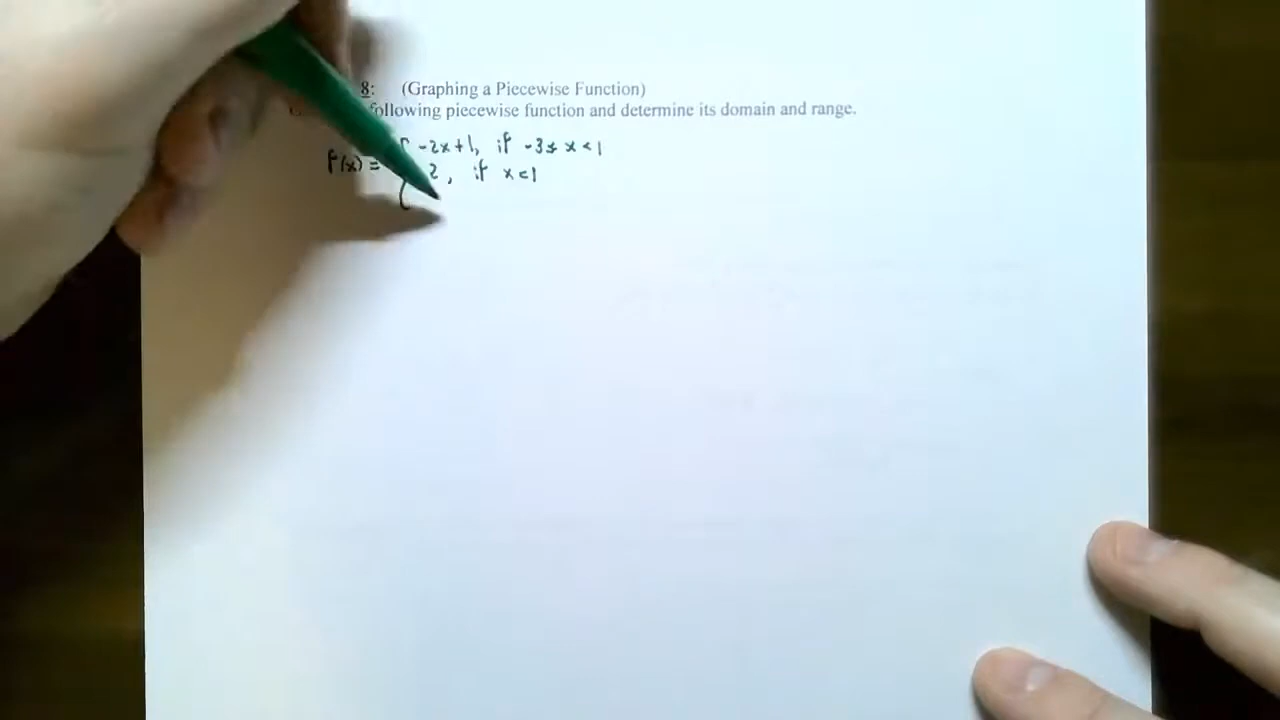 8: (Graphing a Piecewise Function)
following piecewise function and determine its domain and range.
f(x) = { -2x+1, if -3≤ x < 1
2, if x<1